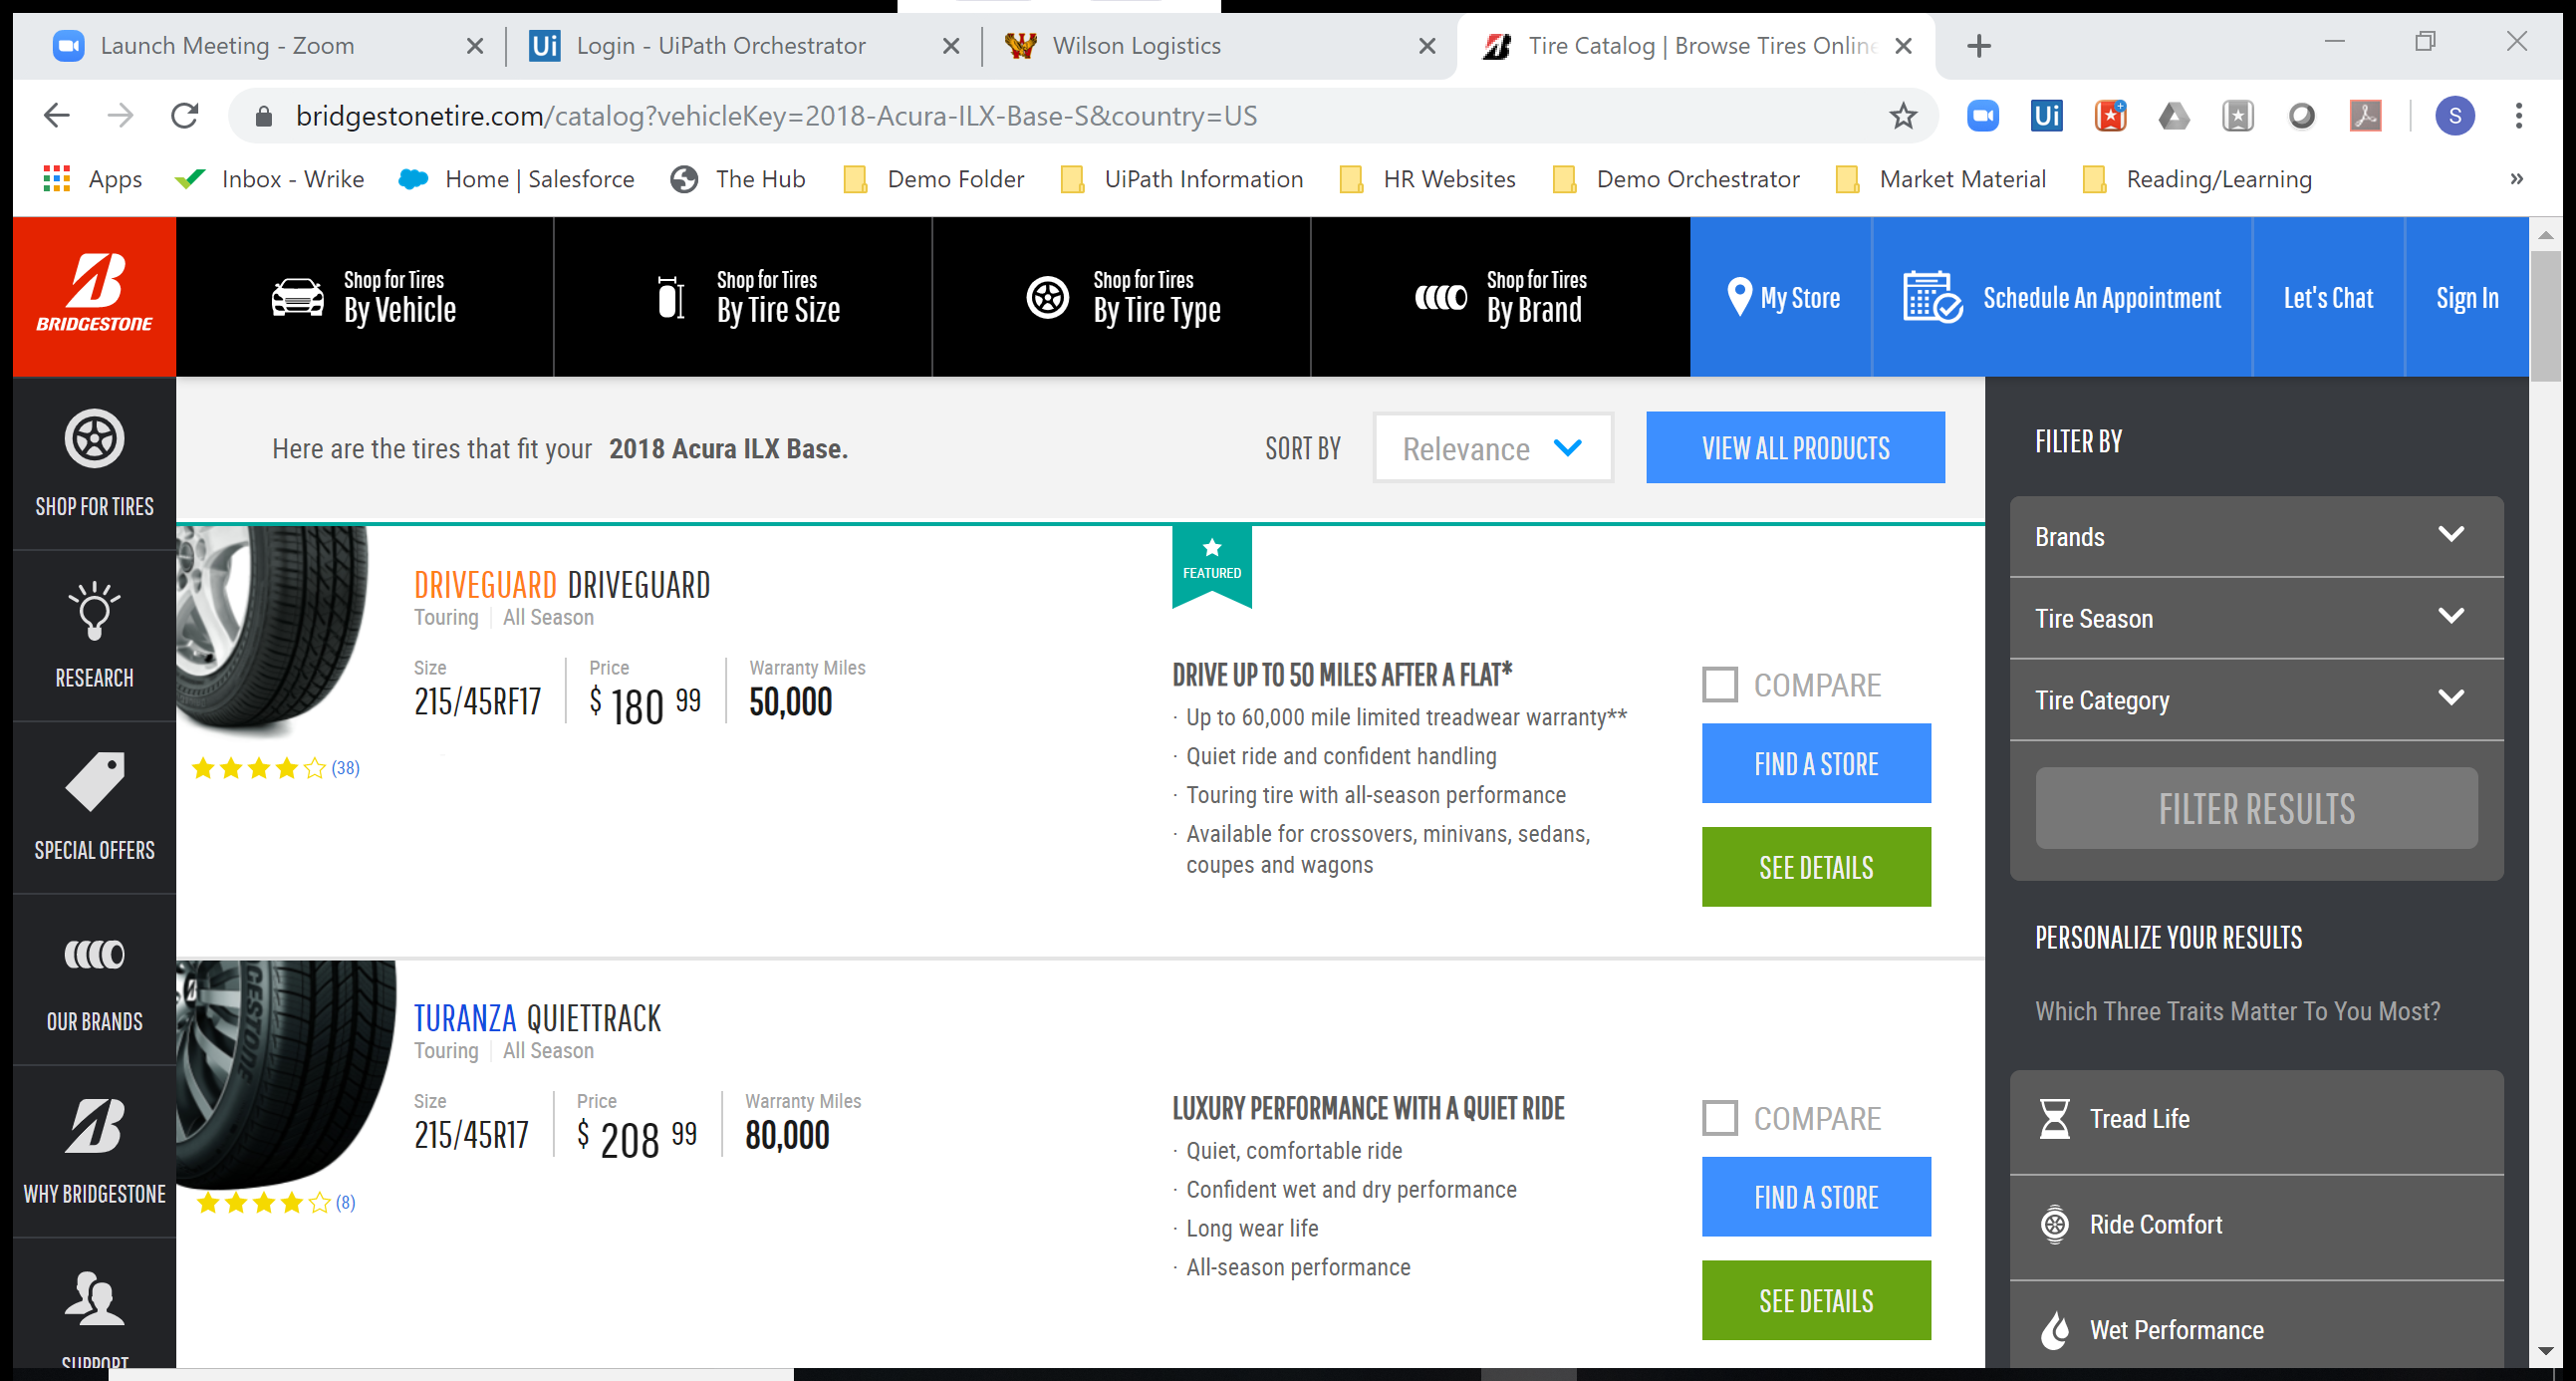 Launch Meeting - Zoom
Ui Login - UiPath Orchestrator
Wilson Logistics
Tire Catalog | Browse Tires Online
bridgestonetire.com/catalog?vehicleKey=2018-Acura-ILX-Base-S&country=US
Ui
S
Apps
Inbox - Wrike
Home | Salesforce
The Hub
Demo Folder
UiPath Information
HR Websites
Demo Orchestrator
Market Material
Reading/Learning
»
BRIDGESTONE
Shop for Tires
By Vehicle
Shop for Tires
By Tire Size
Shop for Tires
By Tire Type
Shop for Tires
By Brand
My Store
Schedule An Appointment
Let's Chat
Sign In
SHOP FOR TIRES
RESEARCH
SPECIAL OFFERS
OUR BRANDS
WHY BRIDGESTONE
SUPPORT
Here are the tires that fit your 2018 Acura ILX Base.
SORT BY
Relevance
VIEW ALL PRODUCTS
FEATURED
DRIVEGUARD DRIVEGUARD
Touring | All Season
Size
215/45RF17
Price
$ 180 99
Warranty Miles
50,000
(38)
DRIVE UP TO 50 MILES AFTER A FLAT*
· Up to 60,000 mile limited treadwear warranty**
· Quiet ride and confident handling
· Touring tire with all-season performance
· Available for crossovers, minivans, sedans,
coupes and wagons
COMPARE
FIND A STORE
SEE DETAILS
TURANZA QUIETTRACK
Touring | All Season
Size
215/45R17
Price
$ 208 99
Warranty Miles
80,000
(8)
LUXURY PERFORMANCE WITH A QUIET RIDE
· Quiet, comfortable ride
· Confident wet and dry performance
· Long wear life
· All-season performance
COMPARE
FIND A STORE
SEE DETAILS
FILTER BY
Brands
Tire Season
Tire Category
FILTER RESULTS
PERSONALIZE YOUR RESULTS
Which Three Traits Matter To You Most?
Tread Life
Ride Comfort
Wet Performance